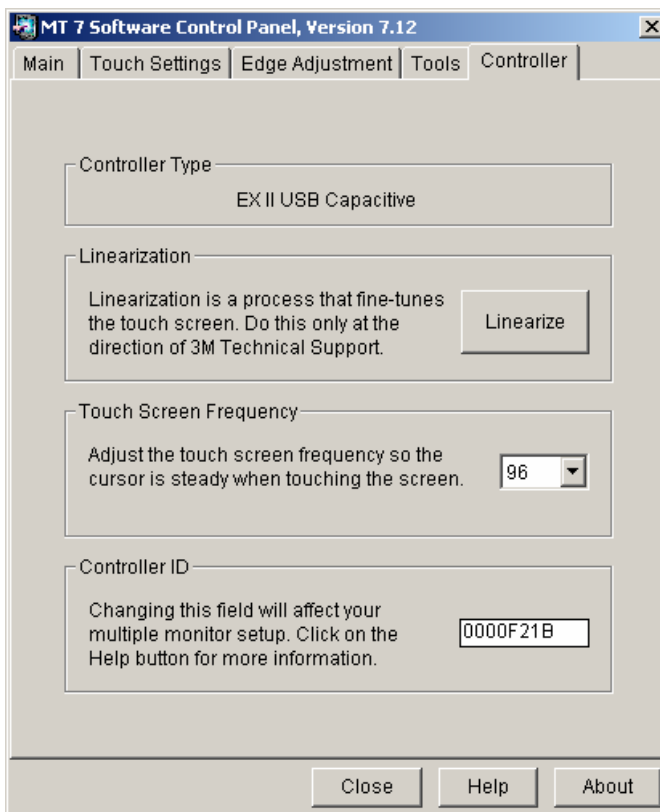 MT 7 Software Control Panel, Version 7.12
Main Touch Settings Edge Adjustment Tools Controller
Controller Type
EX II USB Capacitive
Linearization
Linearization is a process that fine-tunes
the touch screen. Do this only at the
direction of 3M Technical Support.
Linearize
Touch Screen Frequency
Adjust the touch screen frequency so the
cursor is steady when touching the screen.
96
Controller ID
Changing this field will affect your
multiple monitor setup. Click on the
Help button for more information.
0000F21B
Close Help About